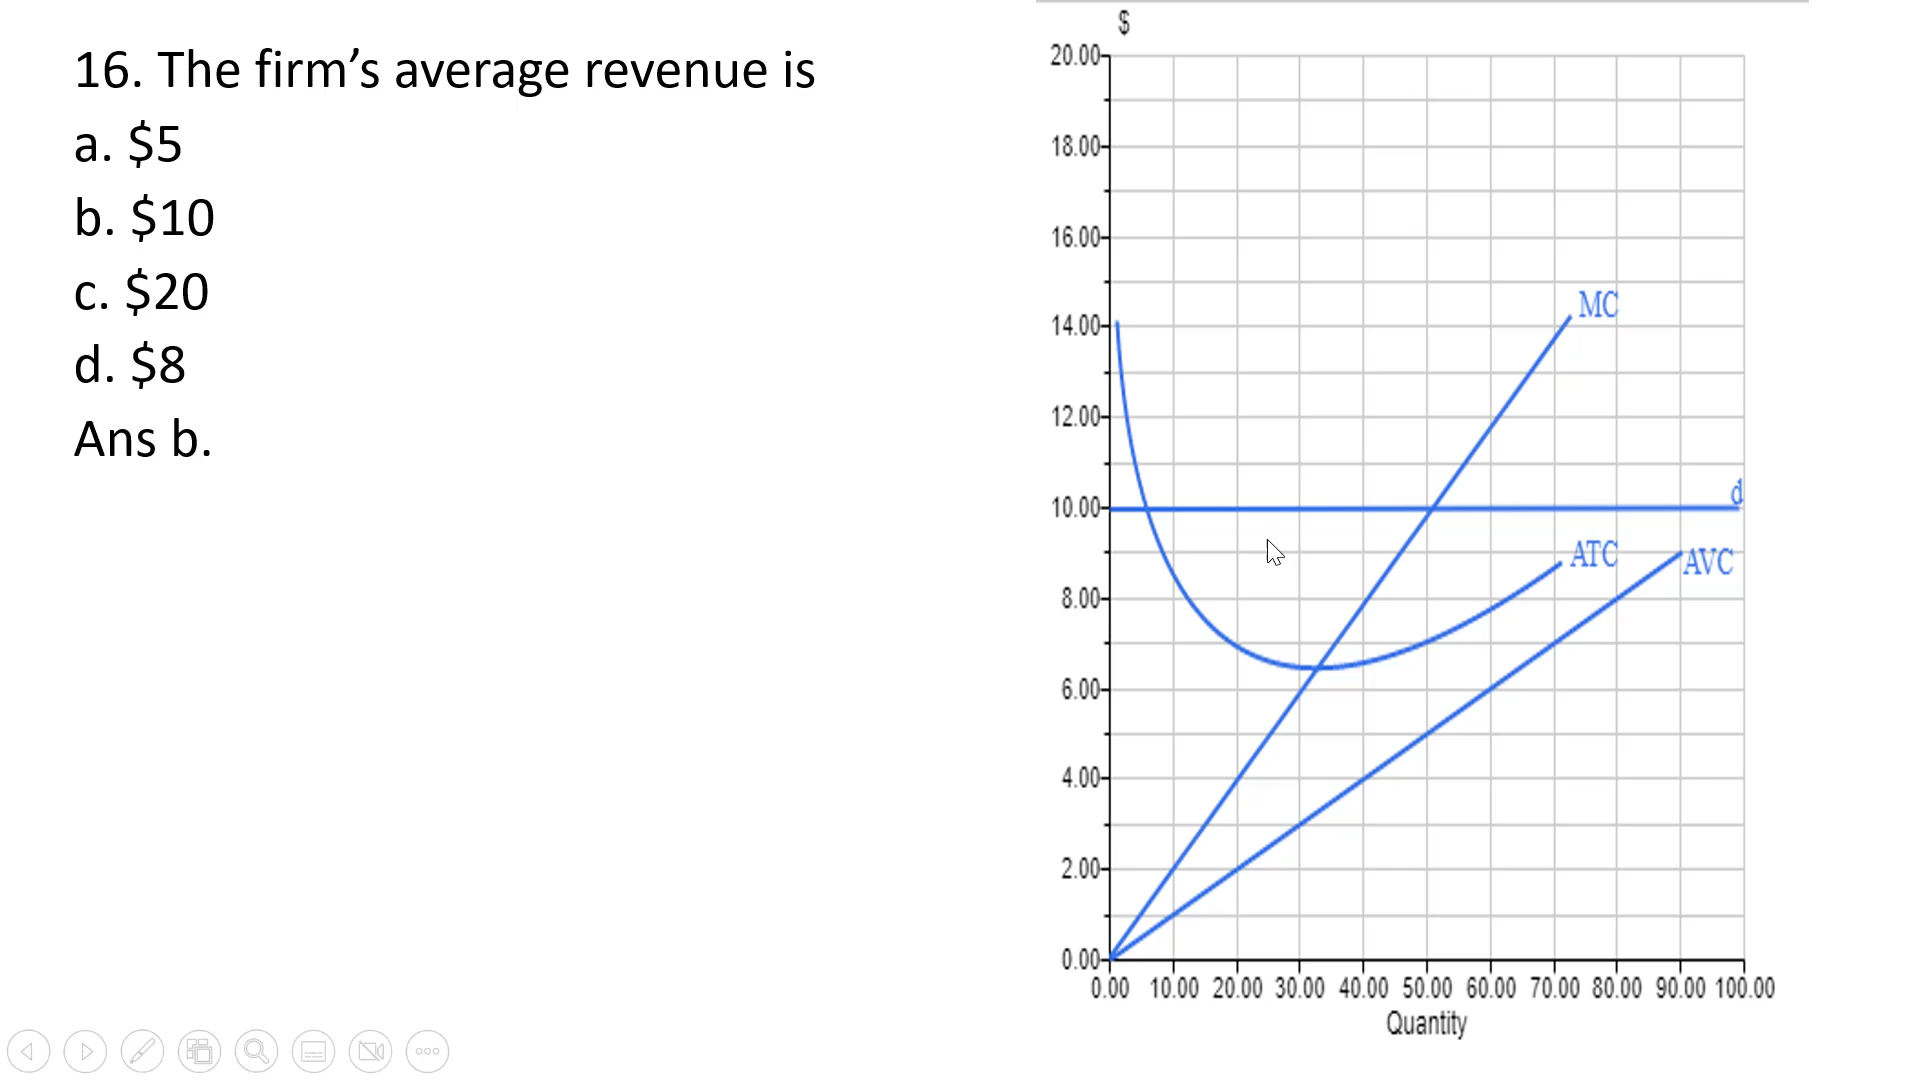 16. The firm’s average revenue is
a. $5
b. $10
c. $20
d. $8
Ans b.
$
20.00
18.00
16.00
14.00
12.00
10.00
8.00
6.00
4.00
2.00
0.00
MC
d
ATC
AVC
0.00 10.00 20.00 30.00 40.00 50.00 60.00 70.00 80.00 90.00 100.00
Quantity